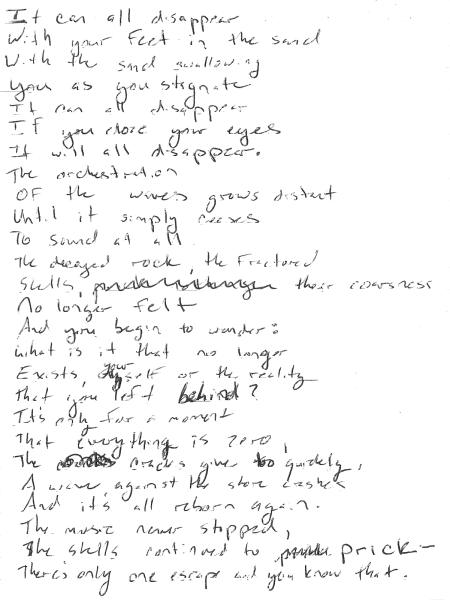 It can all disappear
With your feet in the sand
With the sand swallowing
You as you stignate
It can all disappear
If you close your eyes
It will all disappear.
The orchestration
Of the waves grows distant
Until it simply ceases
To sound at all
The decayed rock, the fractured
Shells, their coarsness
No longer felt
And you begin to wonder:
What is it that no longer
Exists, yourself or the reality
That you left behind?
It's only for a moment
That everything is zero,
The cracks give too quickly,
A wave against the shore crashes
And it's all reborn again.
The music never stopped,
The shells continued to prick—
There's only one escape and you know that.